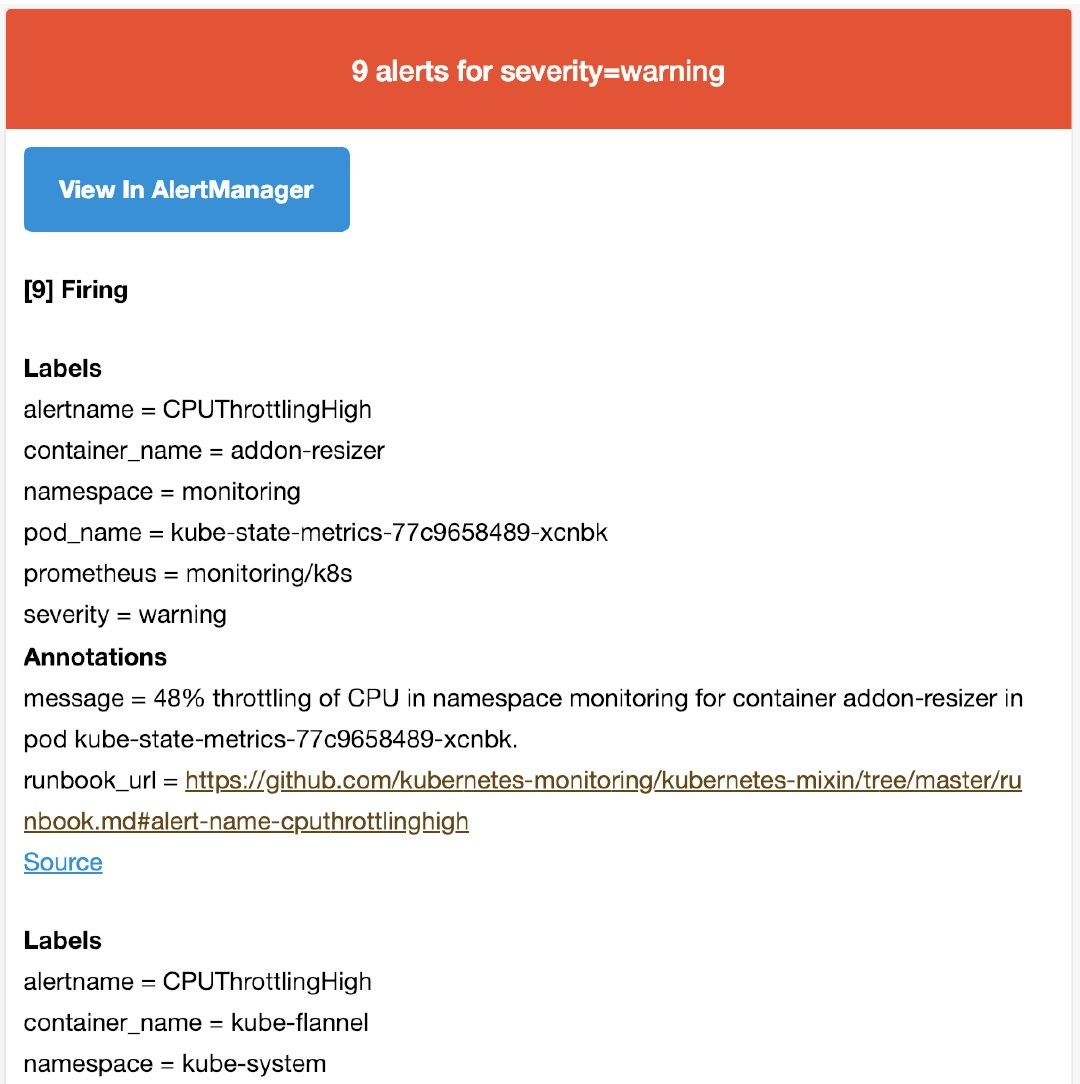 9 alerts for severity=warning
View In AlertManager
[9] Firing
Labels
alertname = CPUThrottlingHigh
container_name = addon-resizer
namespace = monitoring
pod_name = kube-state-metrics-77c9658489-xcnbk
prometheus = monitoring/k8s
severity = warning
Annotations
message = 48% throttling of CPU in namespace monitoring for container addon-resizer in
pod kube-state-metrics-77c9658489-xcnbk.
runbook_url = https://github.com/kubernetes-monitoring/kubernetes-mixin/tree/master/ru
nbook.md#alert-name-cputhrottlinghigh
Source
Labels
alertname = CPUThrottlingHigh
container_name = kube-flannel
namespace = kube-system